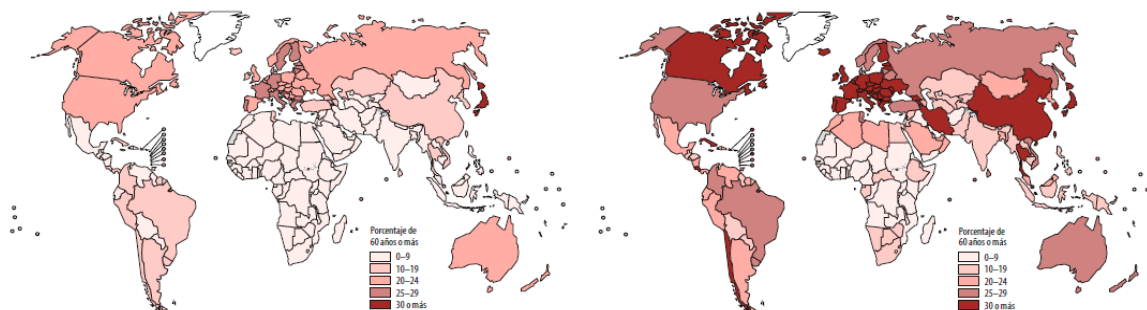 Porcentaje de
60 años o más
0–9
10–19
20–24
25–29
30 o más
Porcentaje de
60 años o más
0–9
10–19
20–24
25–29
30 o más